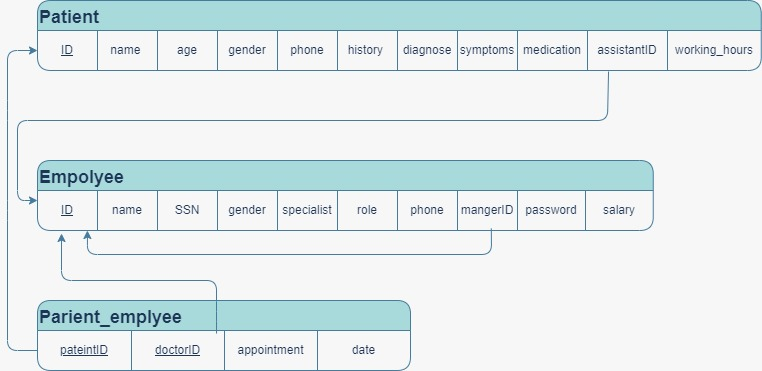 Patient
ID name age gender phone history diagnose symptoms medication assistantID working_hours
Empolyee
ID name SSN gender specialist role phone mangerID password salary
Parient_emplyee
pateintID doctorID appointment date